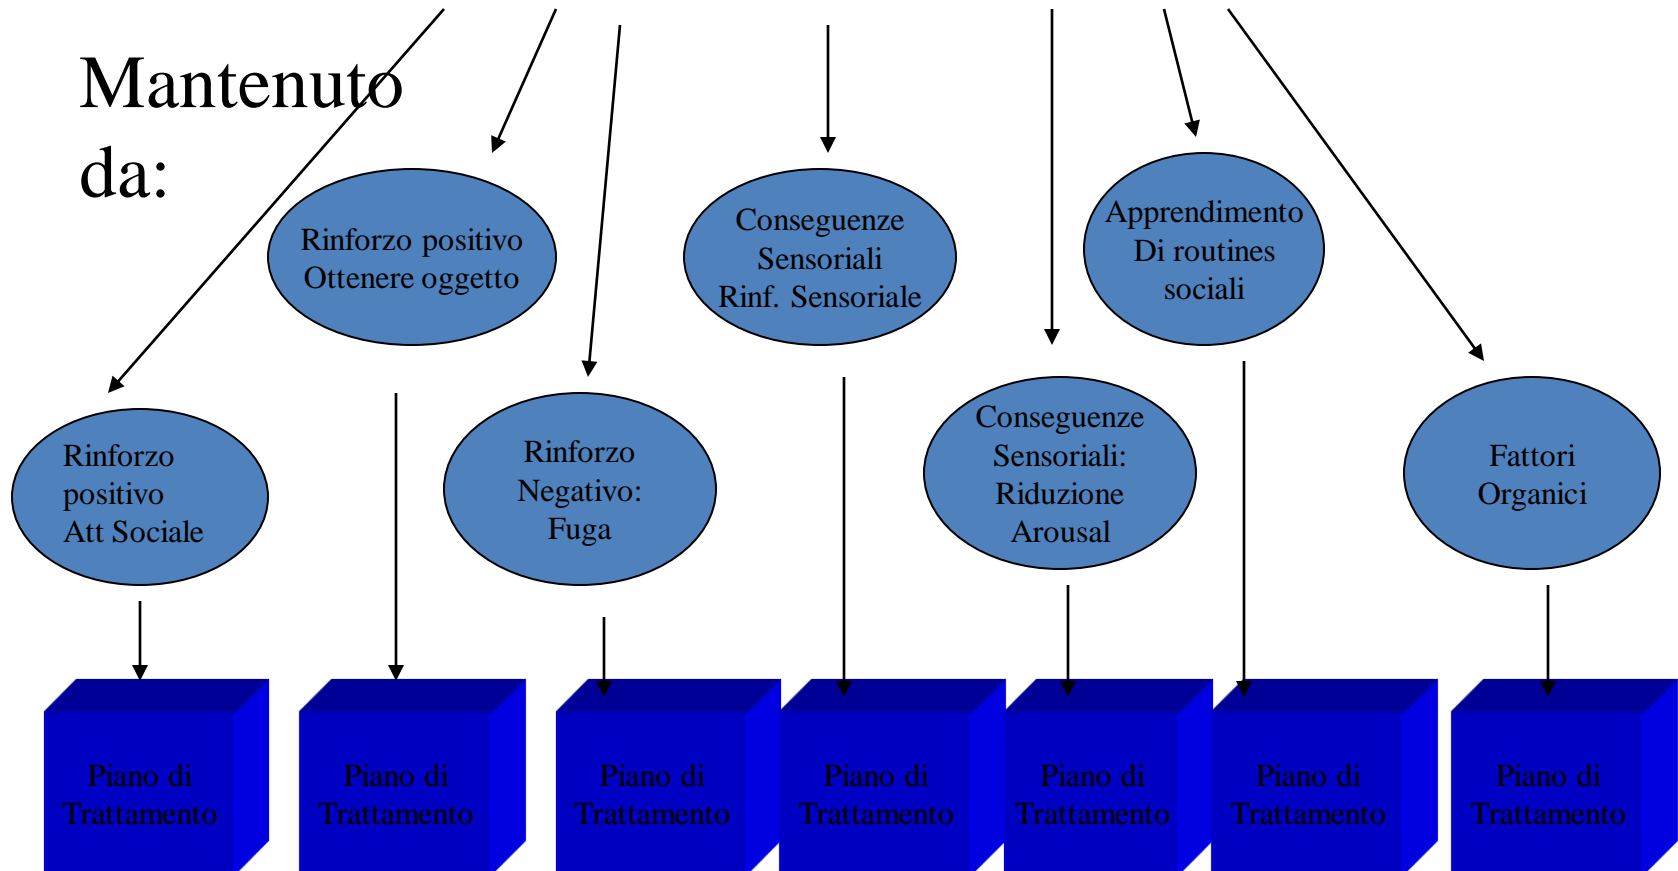 Mantenuto
da:
Rinforzo positivo
Ottenere oggetto
Conseguenze
Sensoriali
Rinf. Sensoriale
Apprendimento
Di routines
sociali
Rinforzo
positivo
Att Sociale
Rinforzo
Negativo:
Fuga
Conseguenze
Sensoriali:
Riduzione
Arousal
Fattori
Organici
Piano di
Trattamento
Piano di
Trattamento
Piano di
Trattamento
Piano di
Trattamento
Piano di
Trattamento
Piano di
Trattamento
Piano di
Trattamento